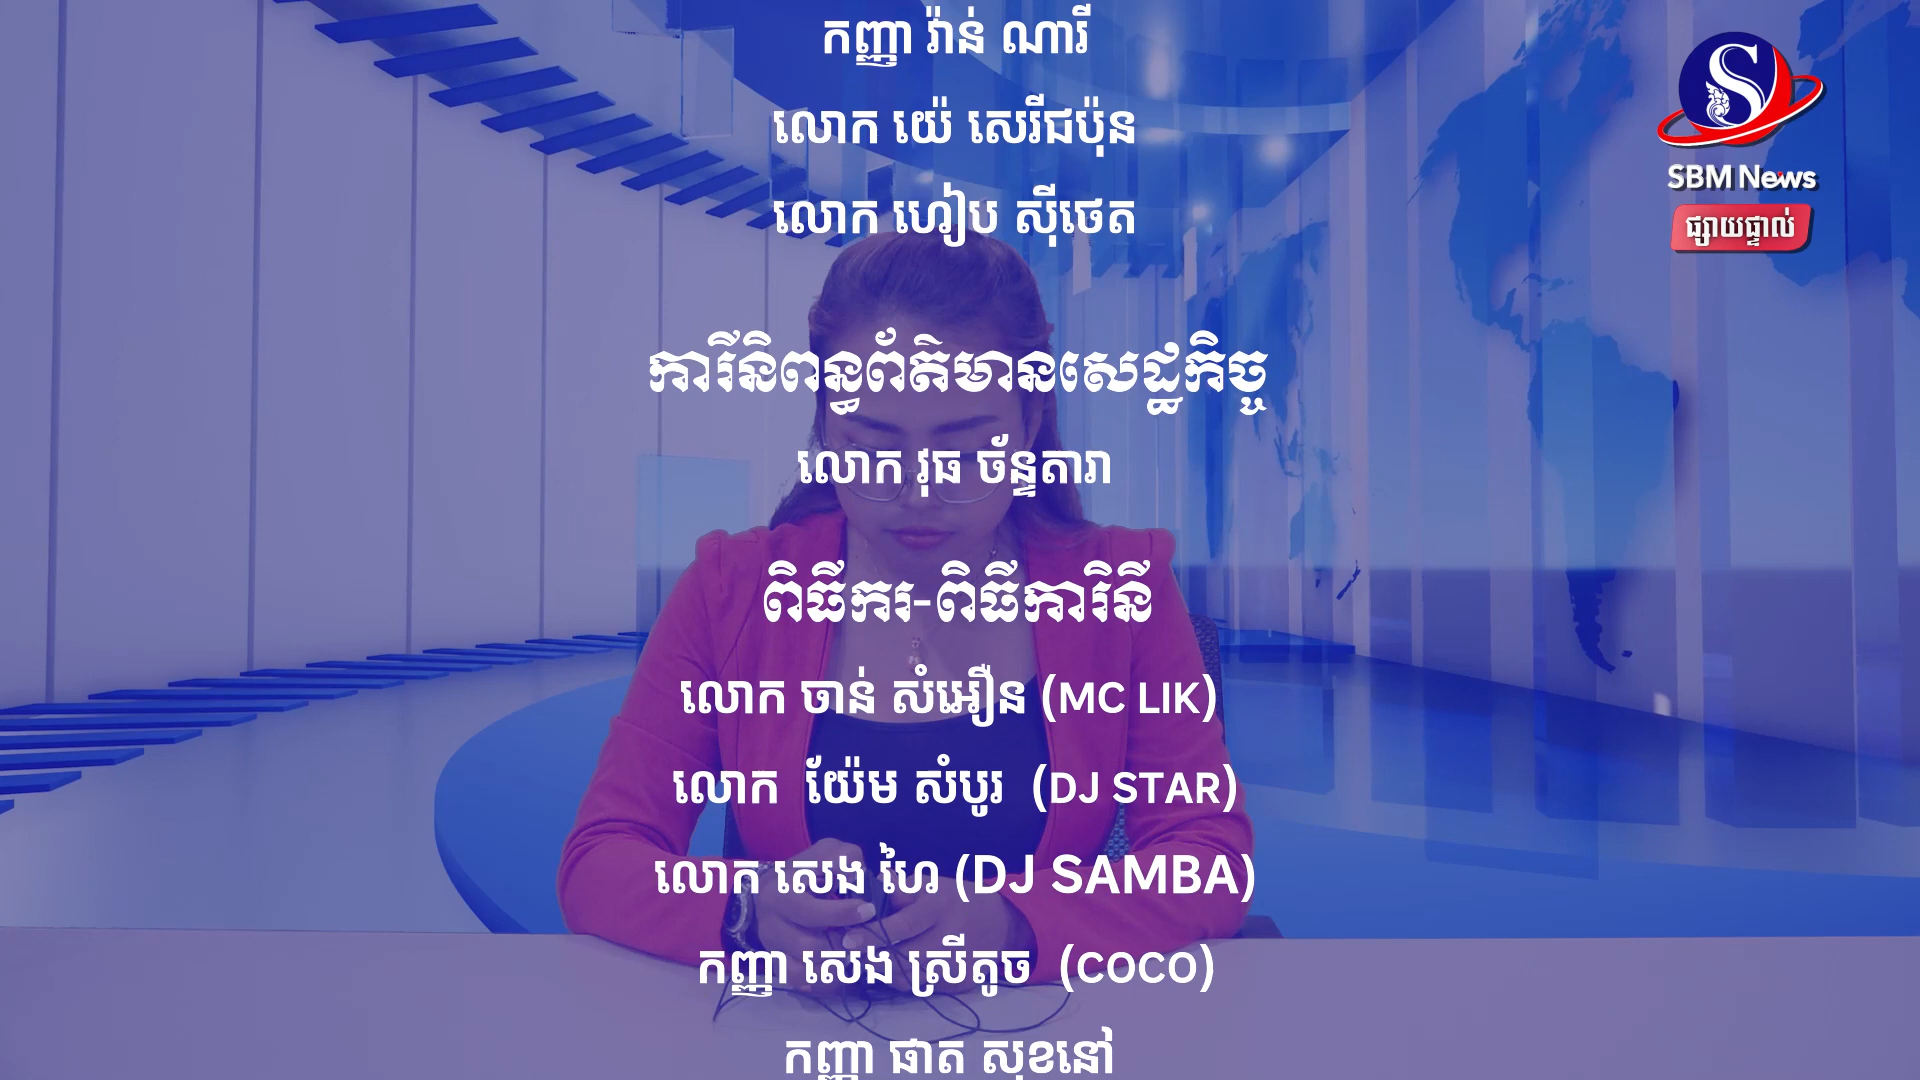 កញ្ញា វ៉ាន់ ណារី
លោក យ៉េ សេរីជប៉ុន
លោក ហៀប ស៊ីថេត
SBM News
ផ្សាយផ្ទាល់
ការីនិពន្ធព័ត៌មានសេដ្ឋកិច្ច
លោក វុធ ច័ន្ទតារា
ពិធីករ-ពិធីការិនី
លោក ចាន់ សំអឿន (MC LIK)
លោក យ៉ែម សំបូរ (DJ STAR)
លោក សេង ហៃ (DJ SAMBA)
កញ្ញា សេង ស្រីតូច (COCO)
កញ្ញា ផាត សុខនៅ